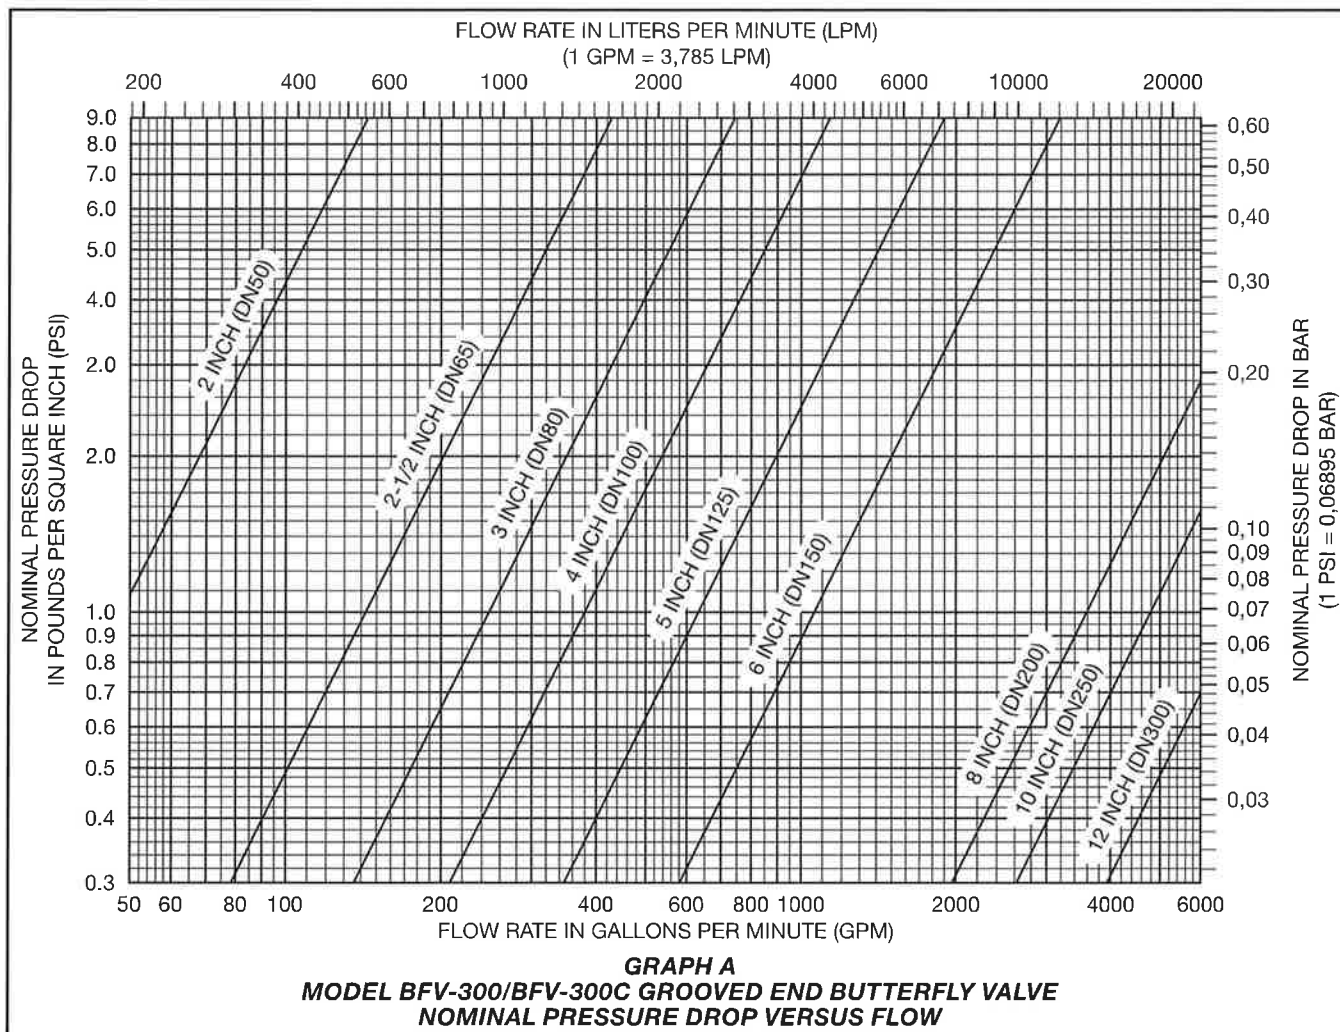 FLOW RATE IN LITERS PER MINUTE (LPM)
(1 GPM = 3,785 LPM)
200 400 600 1000 2000 4000 6000 10000 20000
9.0
8.0
7.0
6.0
5.0
4.0
2.0
2.0
1.0
0.9
0.8
0.7
0.6
0.5
0.4
0.3
NOMINAL PRESSURE DROP
IN POUNDS PER SQUARE INCH (PSI)
2 INCH (DN50)
2-1/2 INCH (DN65)
3 INCH (DN80)
4 INCH (DN100)
5 INCH (DN125)
6 INCH (DN150)
8 INCH (DN200)
10 INCH (DN250)
12 INCH (DN300)
0,60
0,50
0,40
0,30
0,20
0,10
0,09
0,08
0,07
0,06
0,05
0,04
0,03
NOMINAL PRESSURE DROP IN BAR
(1 PSI = 0,06895 BAR)
50 60 80 100 200 400 600 800 1000 2000 4000 6000
FLOW RATE IN GALLONS PER MINUTE (GPM)
GRAPH A
MODEL BFV-300/BFV-300C GROOVED END BUTTERFLY VALVE
NOMINAL PRESSURE DROP VERSUS FLOW